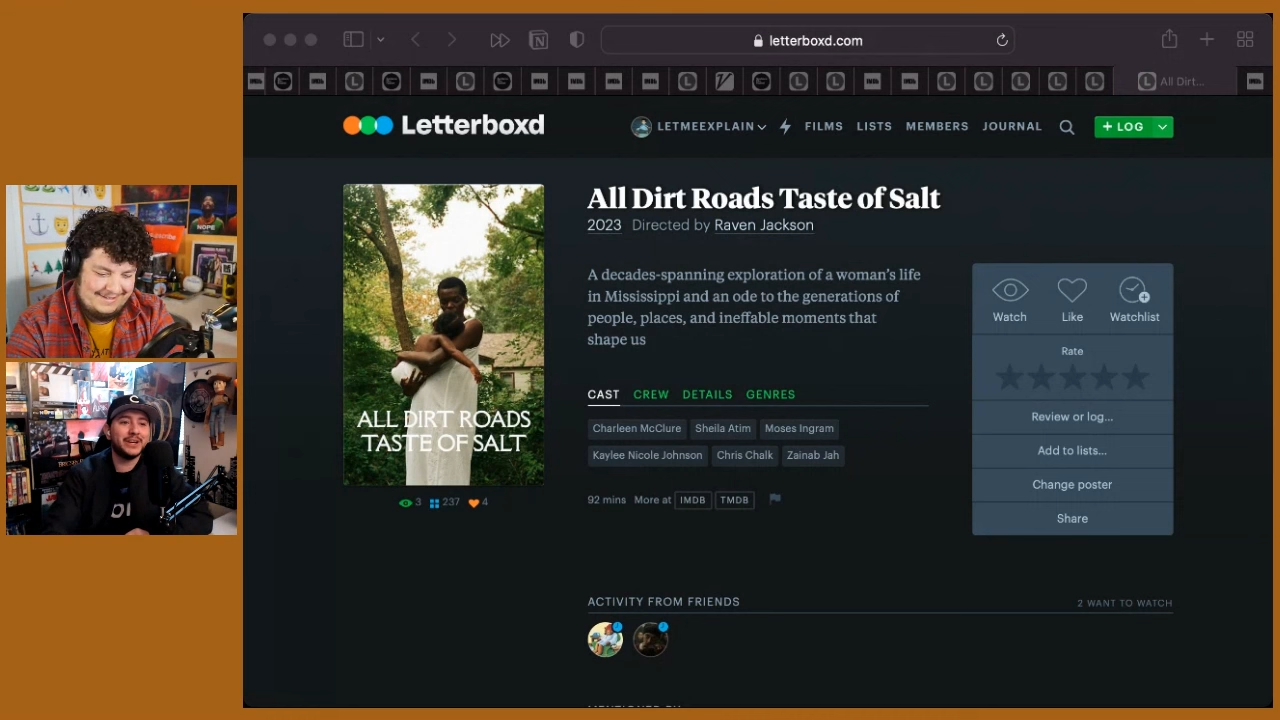 letterboxd.com
All Dirt...
Letterboxd
LETMEEXPLAIN
FILMS
LISTS
MEMBERS
JOURNAL
+ LOG
All Dirt Roads Taste of Salt
2023 Directed by Raven Jackson
A decades-spanning exploration of a woman's life
in Mississippi and an ode to the generations of
people, places, and ineffable moments that
shape us
Watch
Like
Watchlist
Rate
Review or log...
Add to lists...
Change poster
Share
CAST CREW DETAILS GENRES
Charleen McClure Sheila Atim Moses Ingram
Kaylee Nicole Johnson Chris Chalk Zainab Jah
ALL DIRT ROADS
TASTE OF SALT
3 237 4
92 mins More at IMDB TMDB
ACTIVITY FROM FRIENDS
2 WANT TO WATCH
NOPE